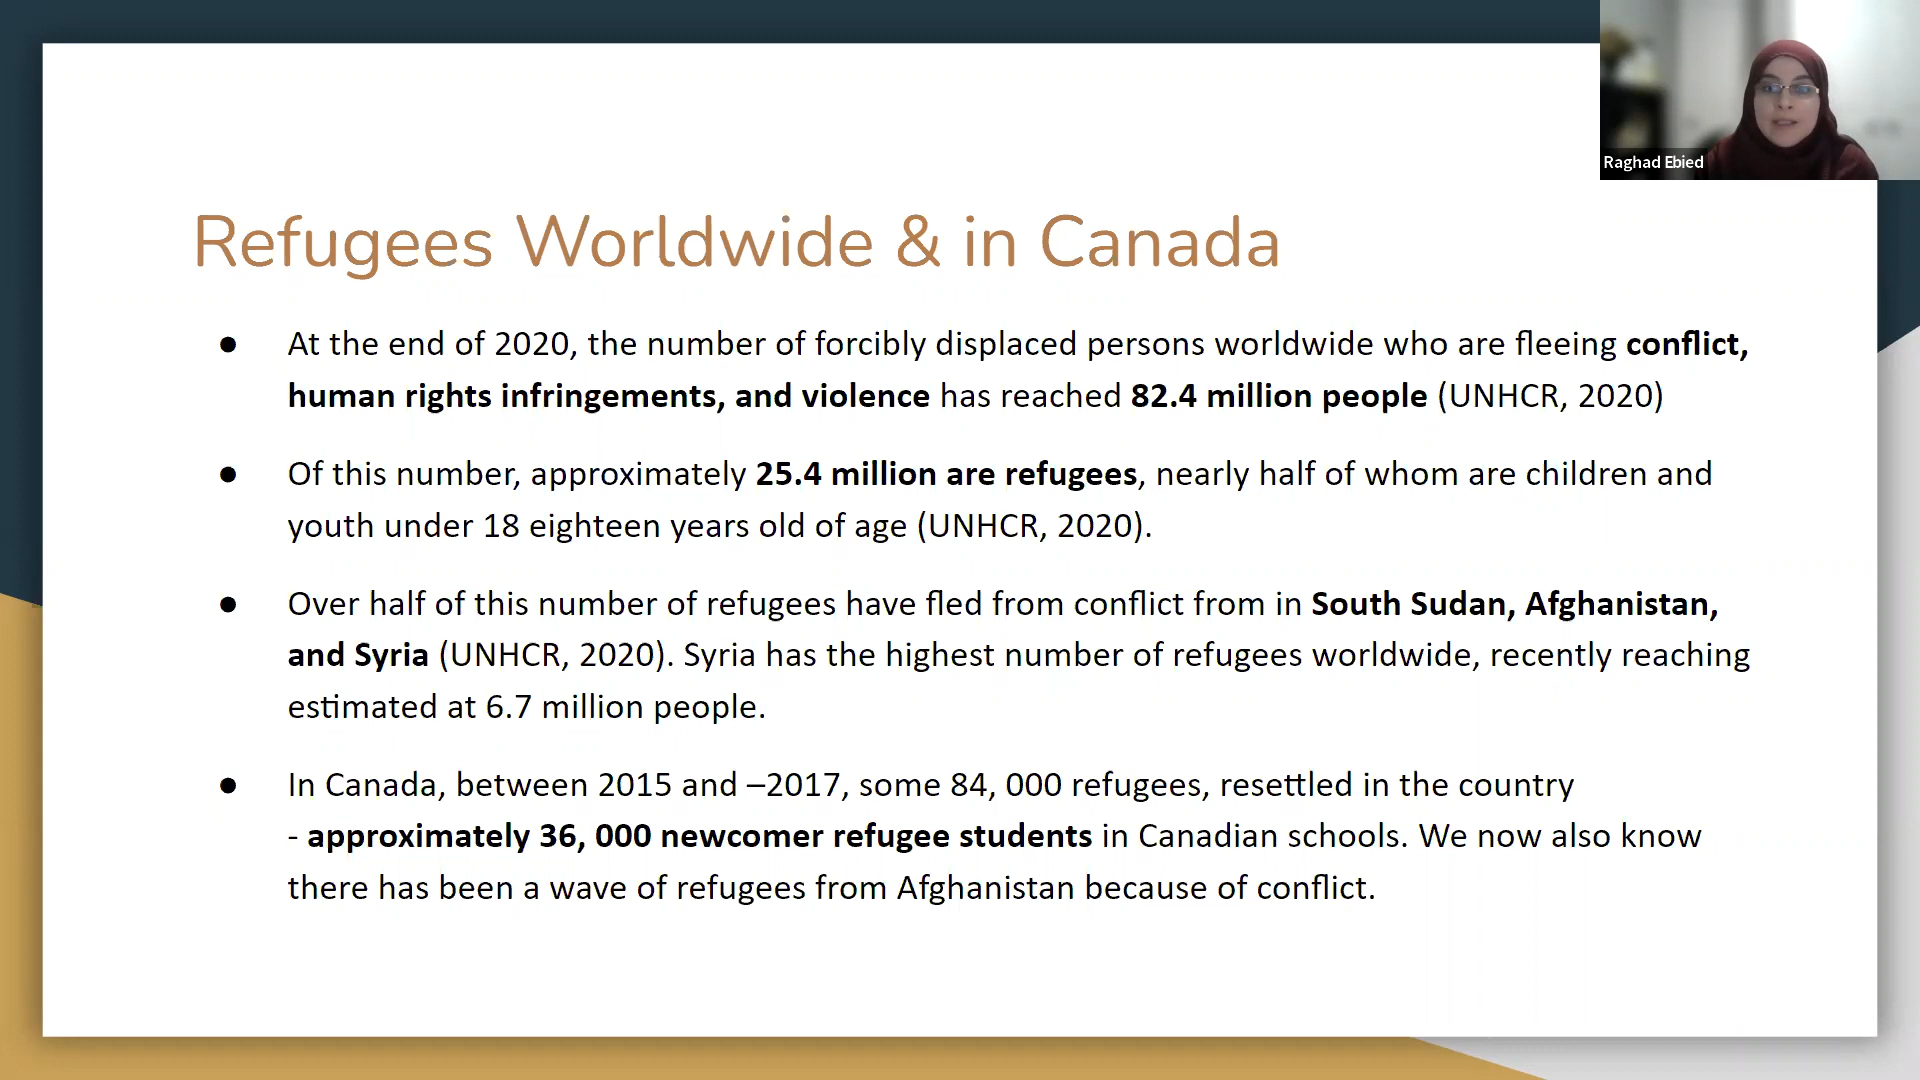 Raghad Ebied
Refugees Worldwide & in Canada
● At the end of 2020, the number of forcibly displaced persons worldwide who are fleeing conflict,
human rights infringements, and violence has reached 82.4 million people (UNHCR, 2020)
● Of this number, approximately 25.4 million are refugees, nearly half of whom are children and
youth under 18 eighteen years old of age (UNHCR, 2020).
● Over half of this number of refugees have fled from conflict from in South Sudan, Afghanistan,
and Syria (UNHCR, 2020). Syria has the highest number of refugees worldwide, recently reaching
estimated at 6.7 million people.
● In Canada, between 2015 and –2017, some 84, 000 refugees, resettled in the country
- approximately 36, 000 newcomer refugee students in Canadian schools. We now also know
there has been a wave of refugees from Afghanistan because of conflict.